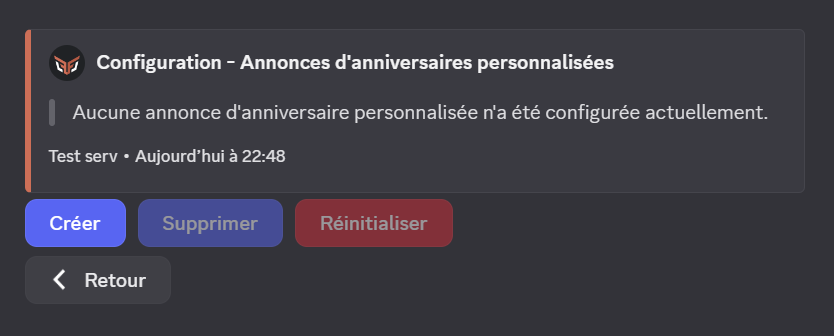 Configuration - Annonces d'anniversaires personnalisées
Aucune annonce d'anniversaire personnalisée n'a été configurée actuellement.
Test serv • Aujourd’hui à 22:48
Créer Supprimer Réinitialiser
Retour